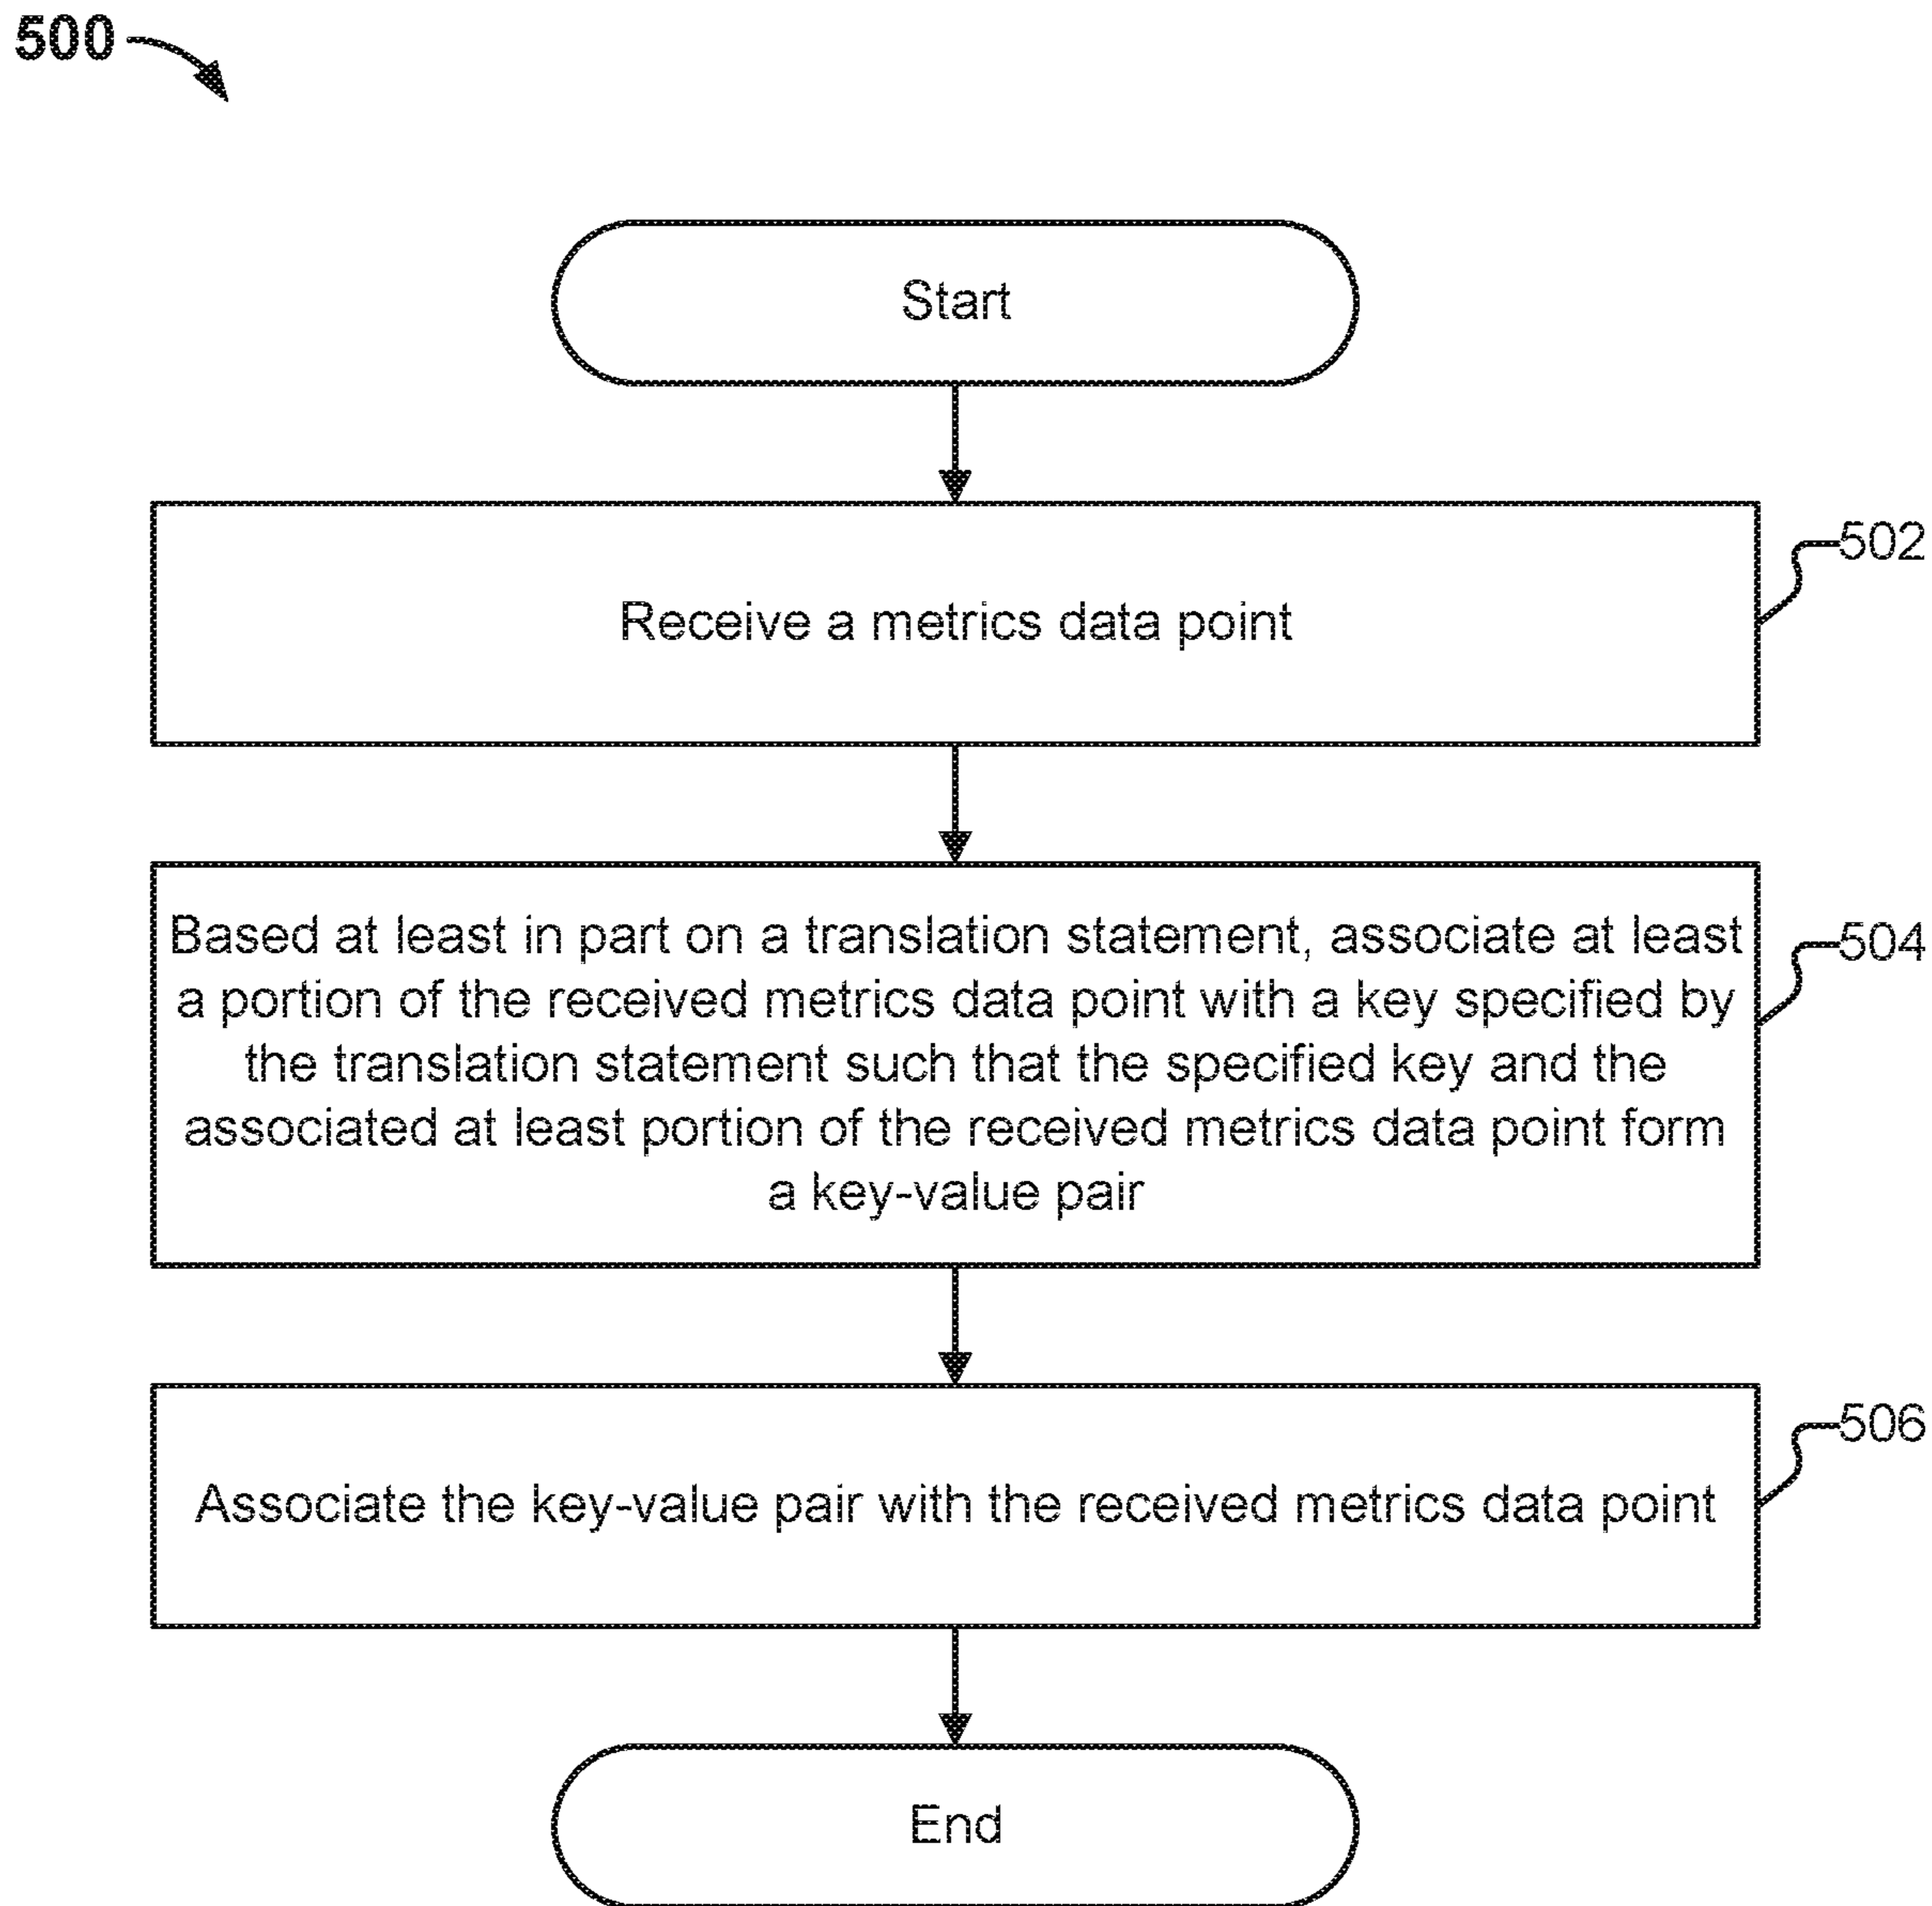 500
Start
Receive a metrics data point
502
Based at least in part on a translation statement, associate at least
a portion of the received metrics data point with a key specified by
the translation statement such that the specified key and the
associated at least portion of the received metrics data point form
a key-value pair
504
Associate the key-value pair with the received metrics data point
506
End